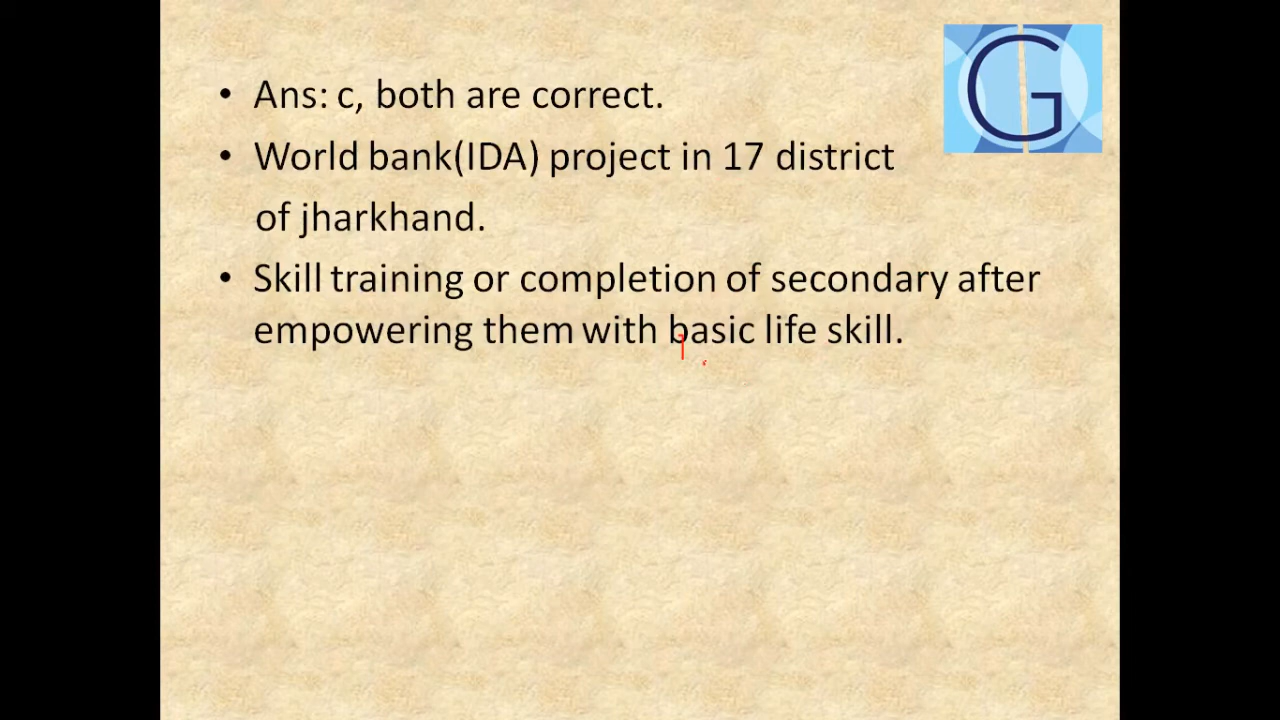 • Ans: c, both are correct.
• World bank(IDA) project in 17 district
of jharkhand.
• Skill training or completion of secondary after
empowering them with basic life skill.
G